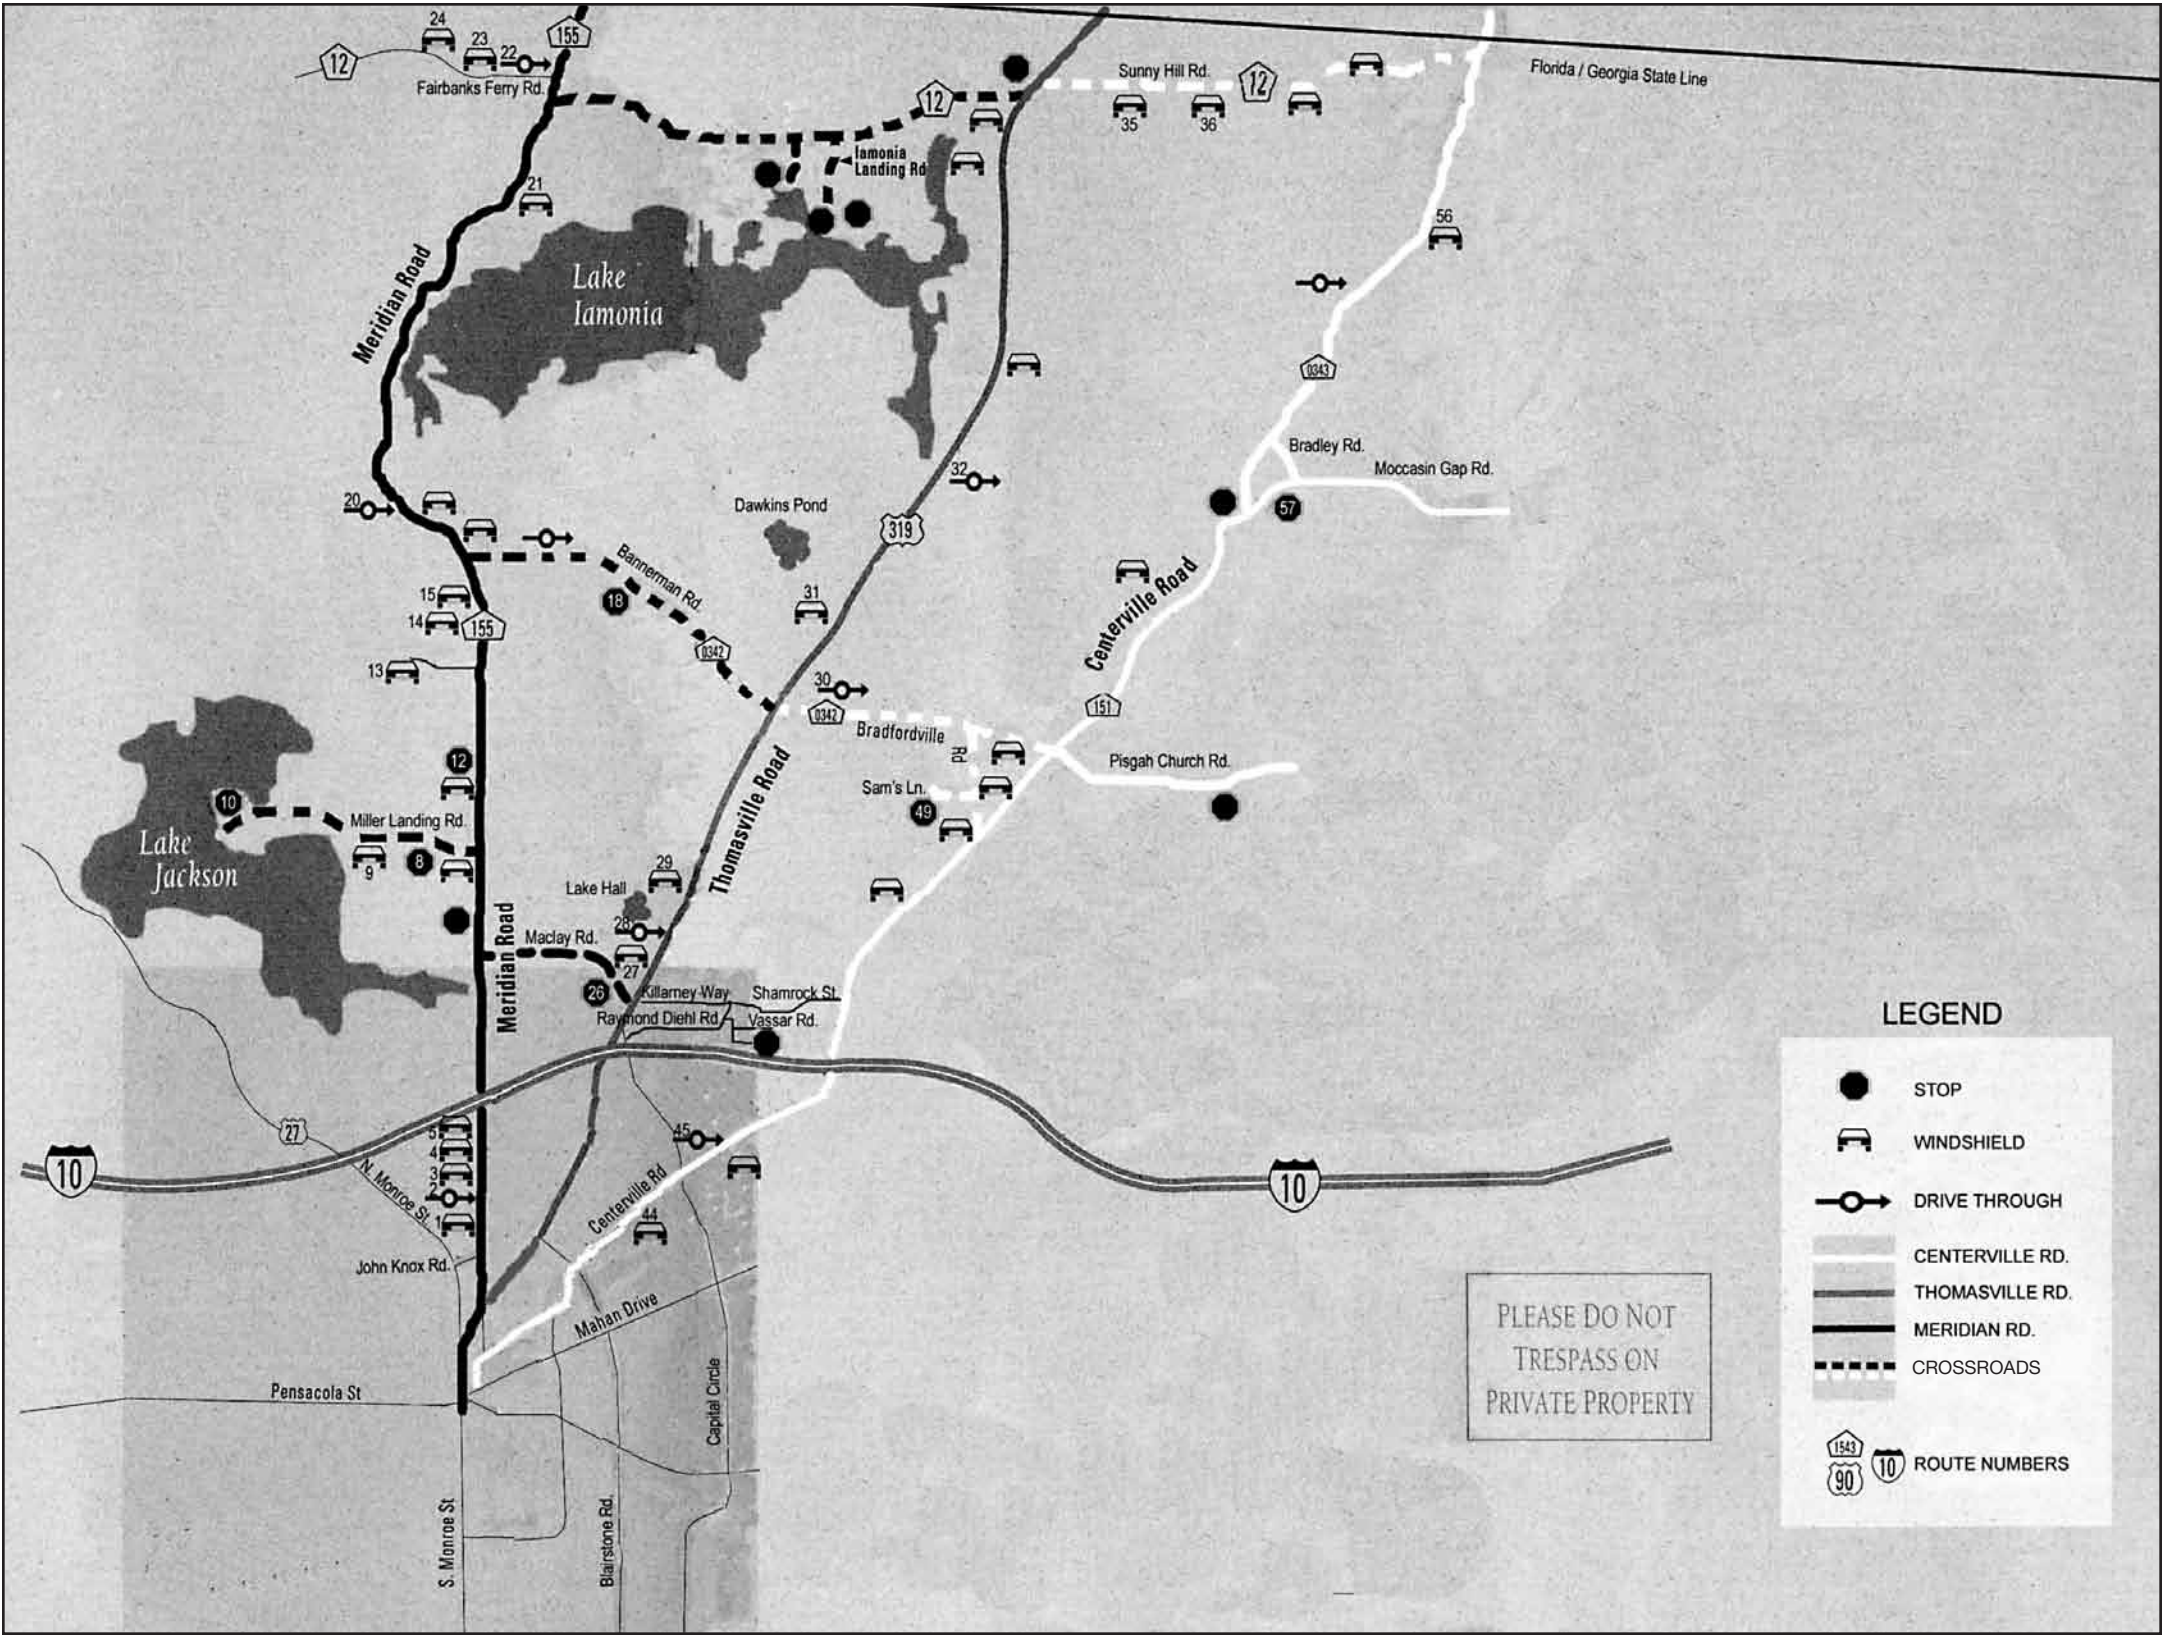 24
23
22
155
12
Fairbanks Ferry Rd.
12
Sunny Hill Rd.
12
Florida / Georgia State Line
35
36
Iamonia
Landing Rd
21
56
Meridian Road
Lake
Iamonia
0343
Bradley Rd.
Moccasin Gap Rd.
32
20
Dawkins Pond
319
57
Bannerman Rd.
Centerville Road
15
18
31
14
155
0342
13
30
0342
151
Bradfordville
Rd
12
Pisgah Church Rd.
Thomasville Road
Sam's Ln.
49
10
Miller Landing Rd.
Lake
Jackson
9
8
29
Lake Hall
28
Meridian Road
Maclay Rd.
27
26
Killarney Way
Shamrock St.
Raymond Diehl Rd.
Vassar Rd.
27
5
4
3
2
1
10
N. Monroe St.
45
Centerville Rd
44
10
John Knox Rd.
Mahan Drive
Pensacola St
Capital Circle
S. Monroe St
Blairstone Rd.
PLEASE DO NOT
TRESPASS ON
PRIVATE PROPERTY
LEGEND
STOP
WINDSHIELD
DRIVE THROUGH
CENTERVILLE RD.
THOMASVILLE RD.
MERIDIAN RD.
CROSSROADS
1543
90
10
ROUTE NUMBERS